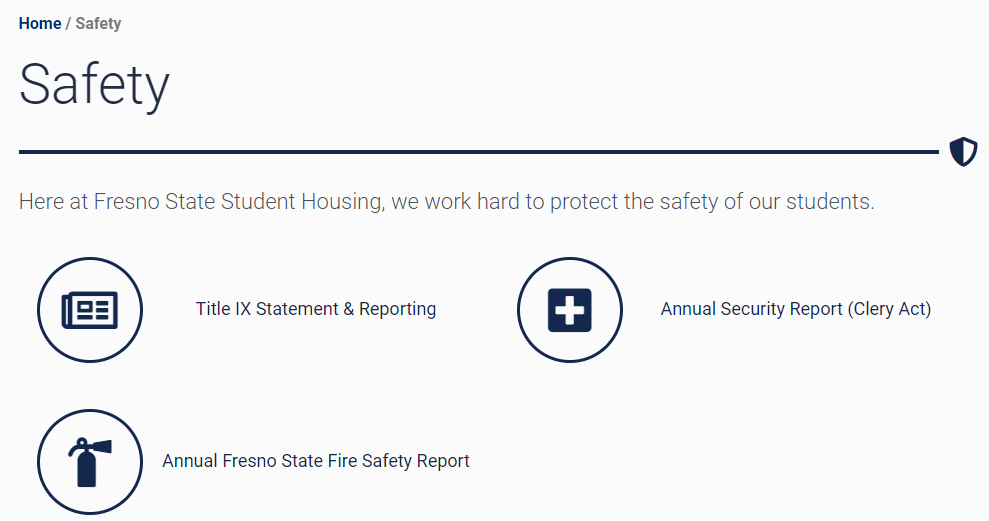 Home / Safety
Safety
Here at Fresno State Student Housing, we work hard to protect the safety of our students.
Title IX Statement & Reporting
Annual Security Report (Clery Act)
Annual Fresno State Fire Safety Report